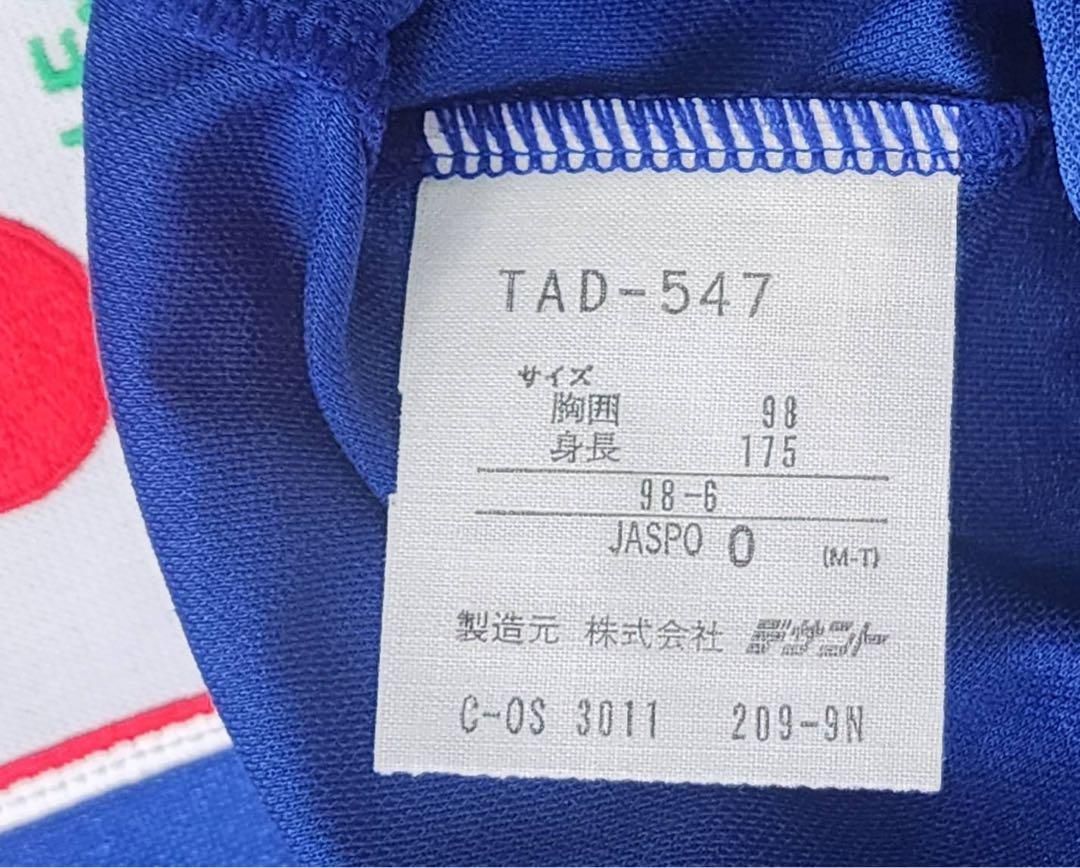 TAD-547
サイズ
胸囲 98
身長 175
98-6
JASPO O (M-T)
製造元 株式会社 デサント
C-OS 3011 209-9N